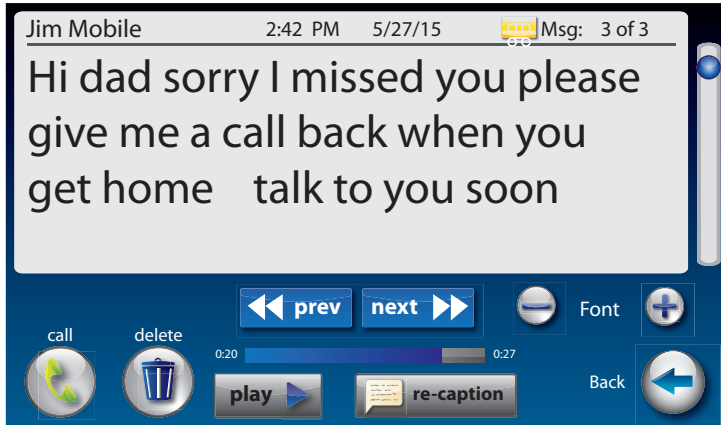 Jim Mobile 2:42 PM 5/27/15 Msg: 3 of 3
Hi dad sorry I missed you please
give me a call back when you
get home talk to you soon
prev next Font
call delete
0:20 0:27
play re-caption Back